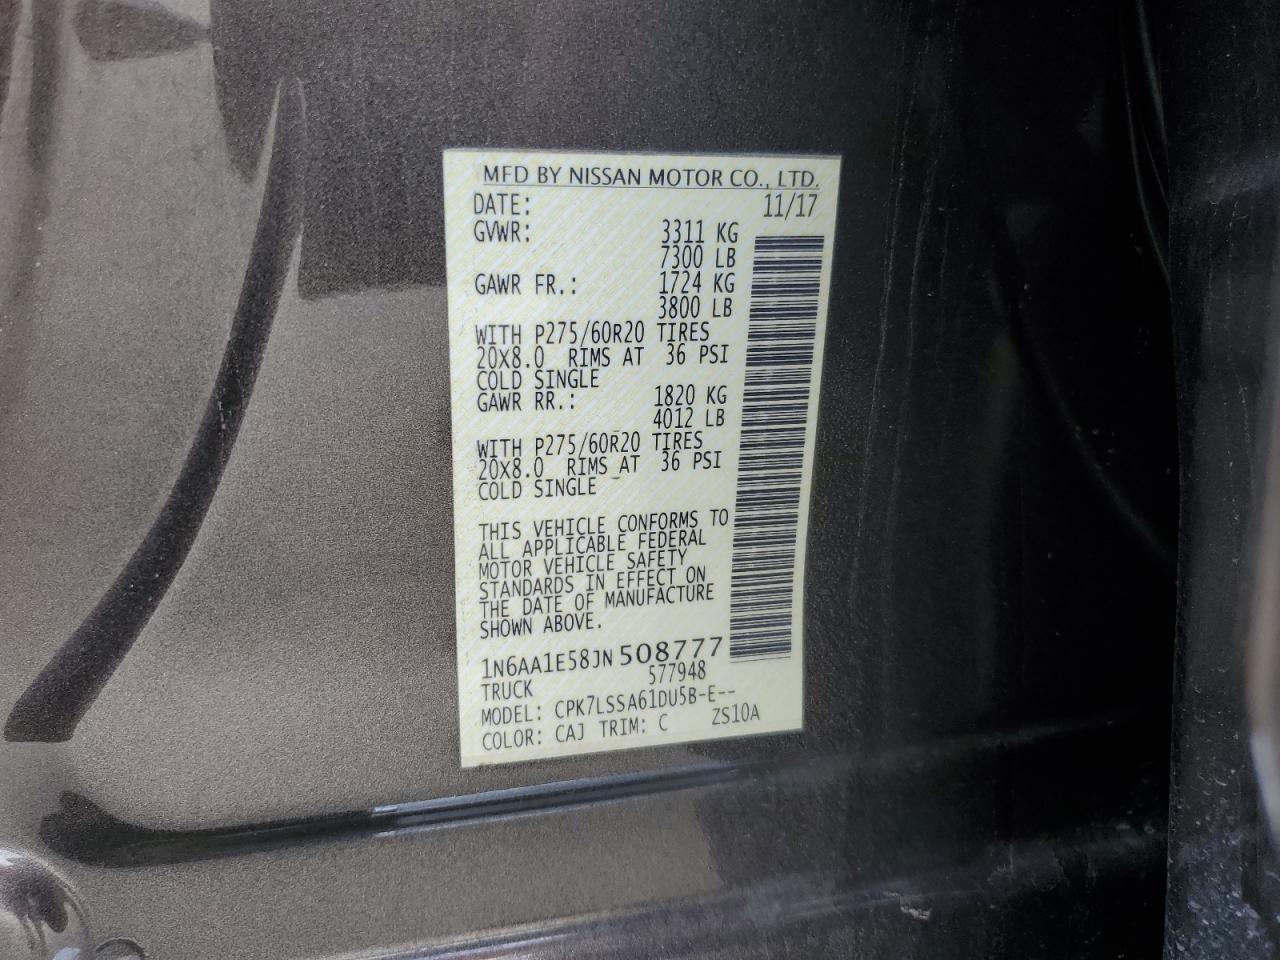 MFD BY NISSAN MOTOR CO., LTD.
DATE: 11/17
GVWR: 3311 KG
7300 LB
GAWR FR.: 1724 KG
3800 LB
WITH P275/60R20 TIRES
20X8.0 RIMS AT 36 PSI
COLD SINGLE
GAWR RR.: 1820 KG
4012 LB
WITH P275/60R20 TIRES
20X8.0 RIMS AT 36 PSI
COLD SINGLE
THIS VEHICLE CONFORMS TO
ALL APPLICABLE FEDERAL
MOTOR VEHICLE SAFETY
STANDARDS IN EFFECT ON
THE DATE OF MANUFACTURE
SHOWN ABOVE.
1N6AA1E58JN508777
577948
TRUCK
MODEL: CPK7LSSA61DU5B-E--
COLOR: CAJ TRIM: C ZS10A